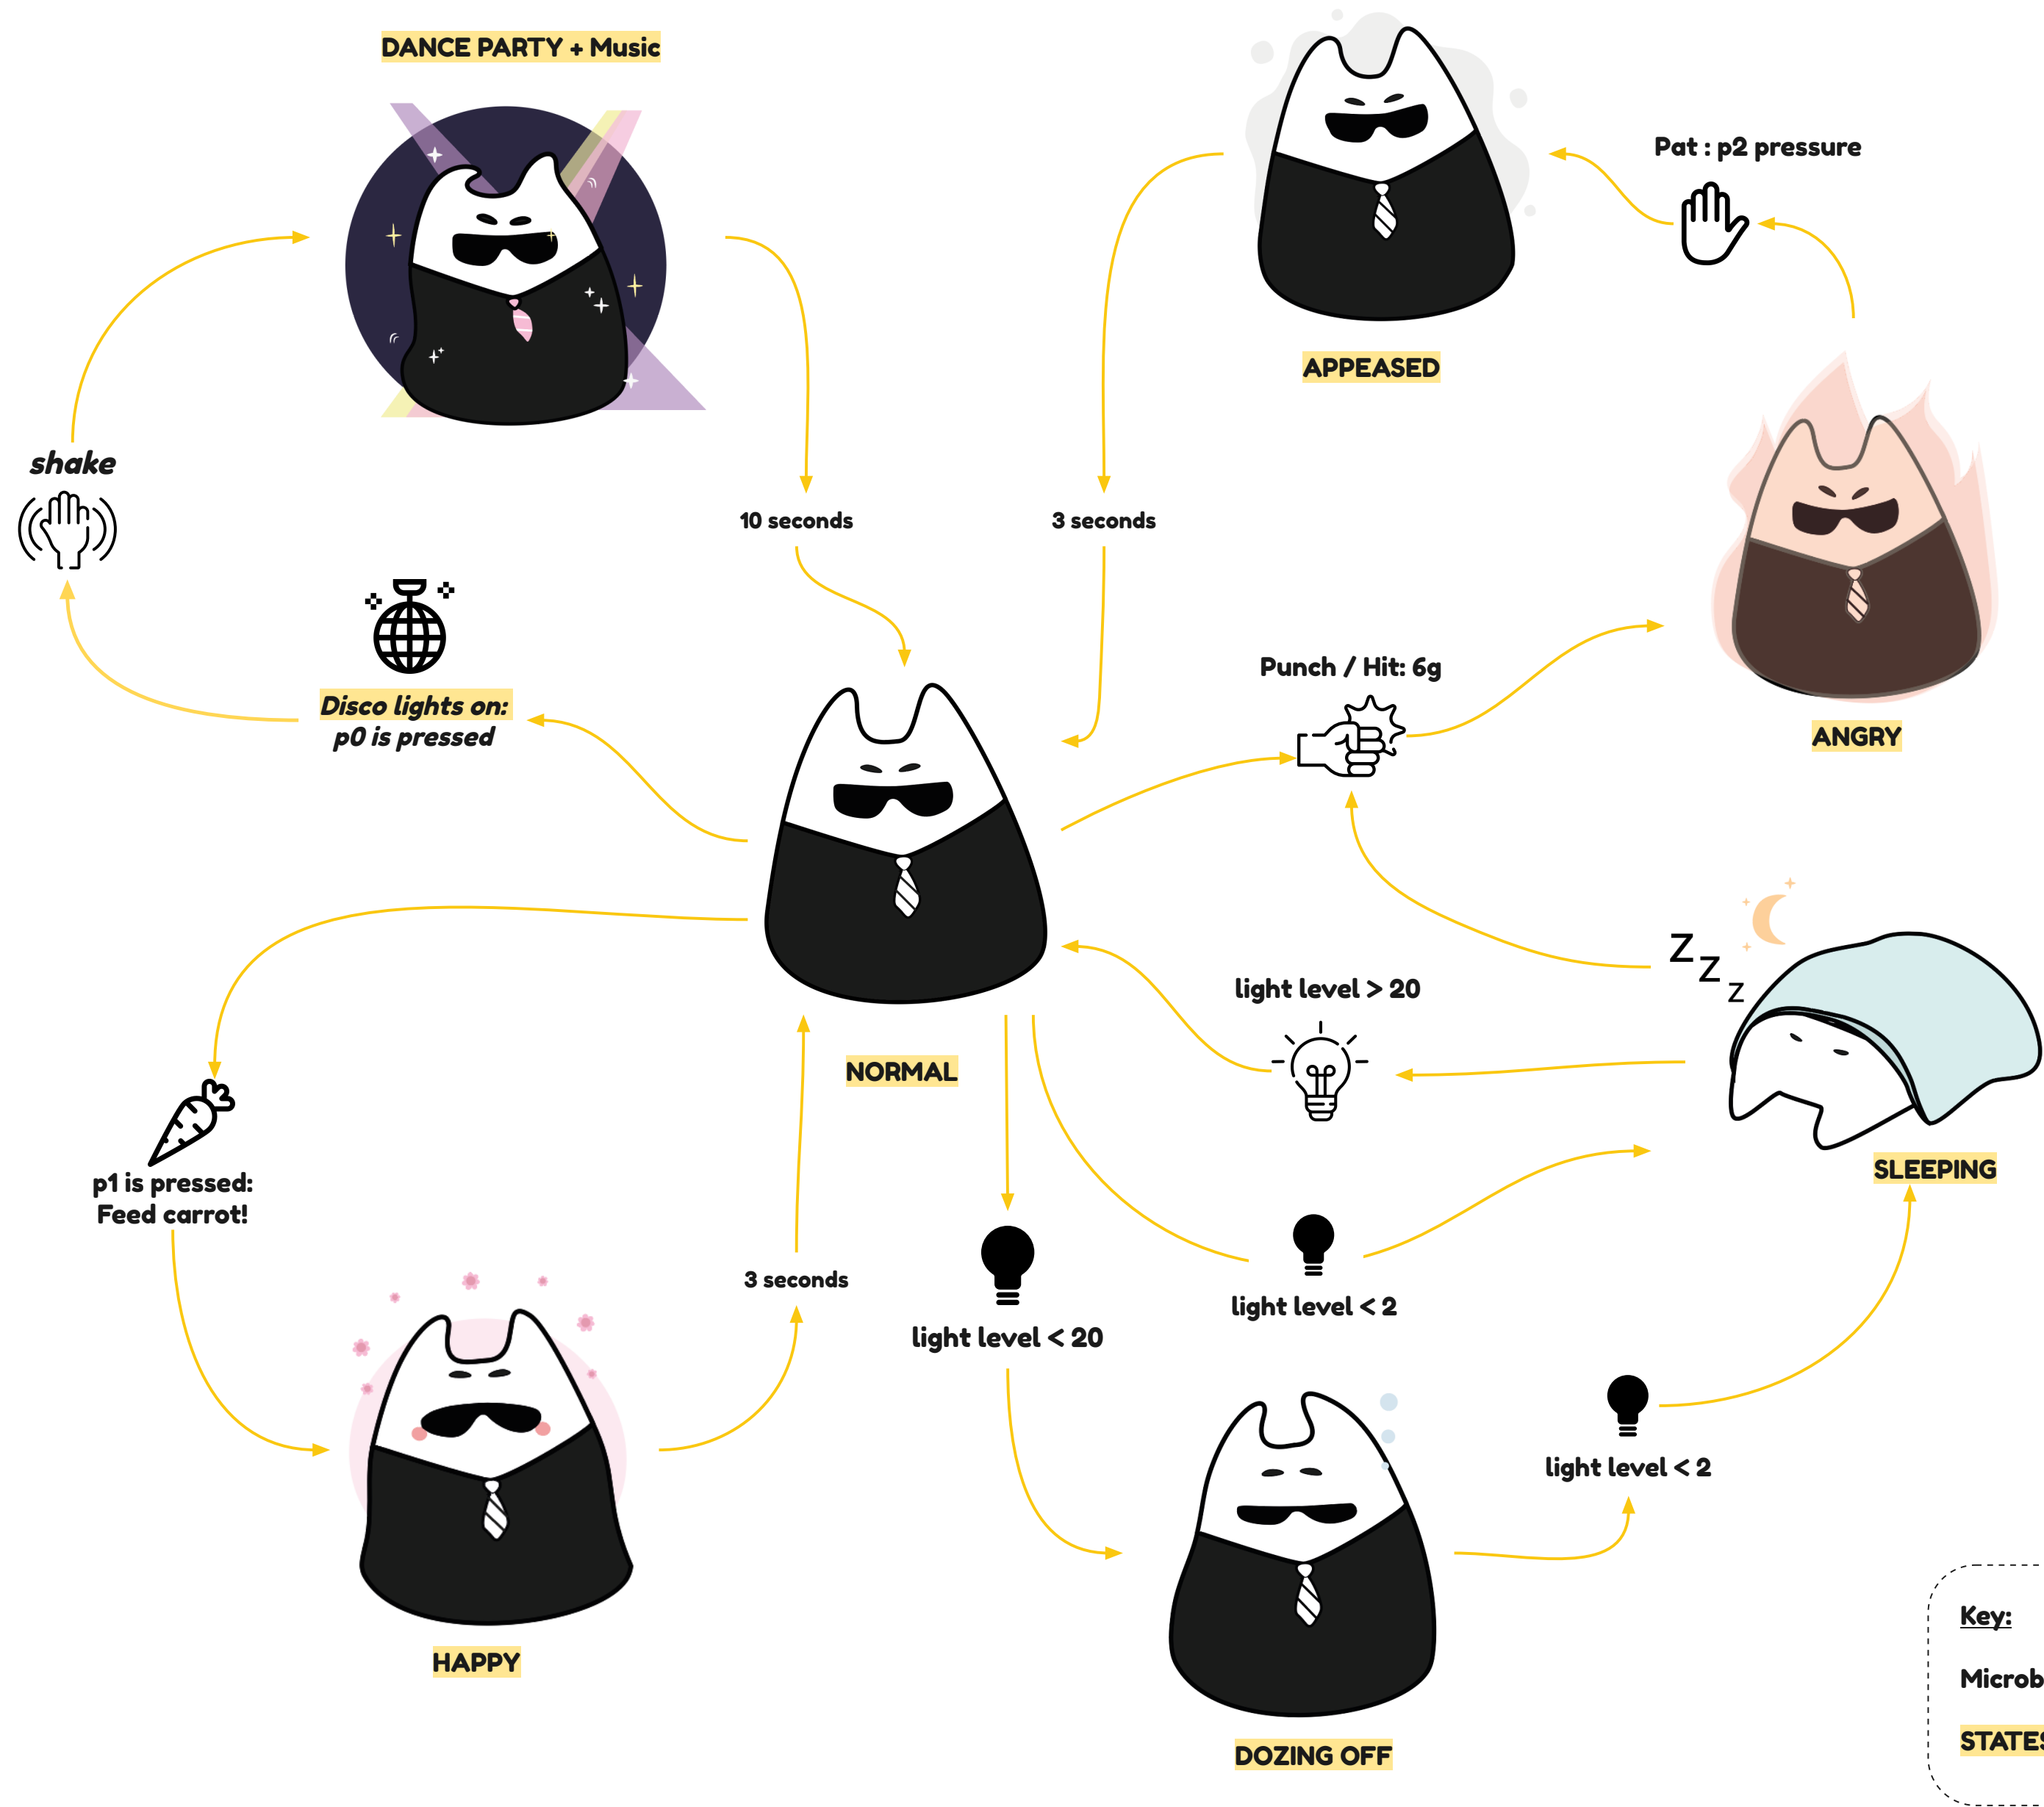 DANCE PARTY + Music
Pat : p2 pressure
APPEASED
shake
10 seconds
3 seconds
Punch / Hit: 6g
Disco lights on:
p0 is pressed
ANGRY
Z
Z
Z
light level > 20
NORMAL
SLEEPING
p1 is pressed:
Feed carrot!
3 seconds
light level < 2
light level < 20
light level < 2
HAPPY
DOZING OFF
Key:
Microb
STATES